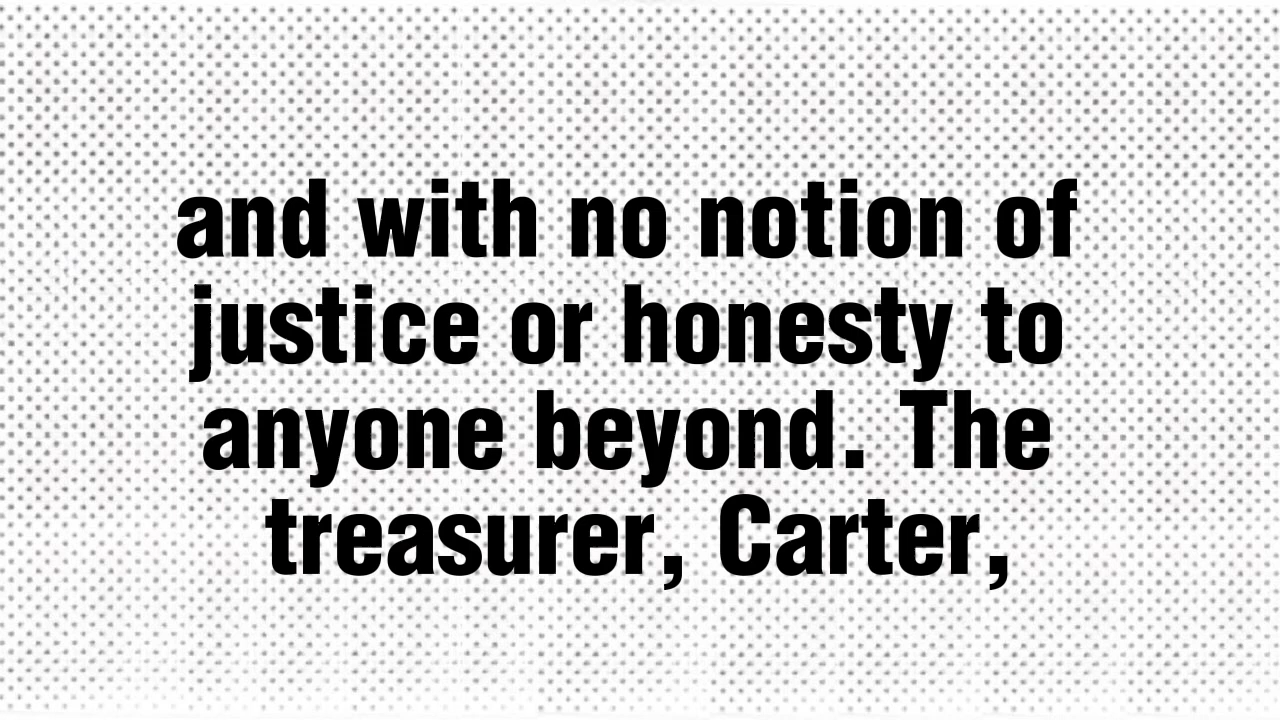 and with no notion of
justice or honesty to
anyone beyond. The
treasurer, Carter,